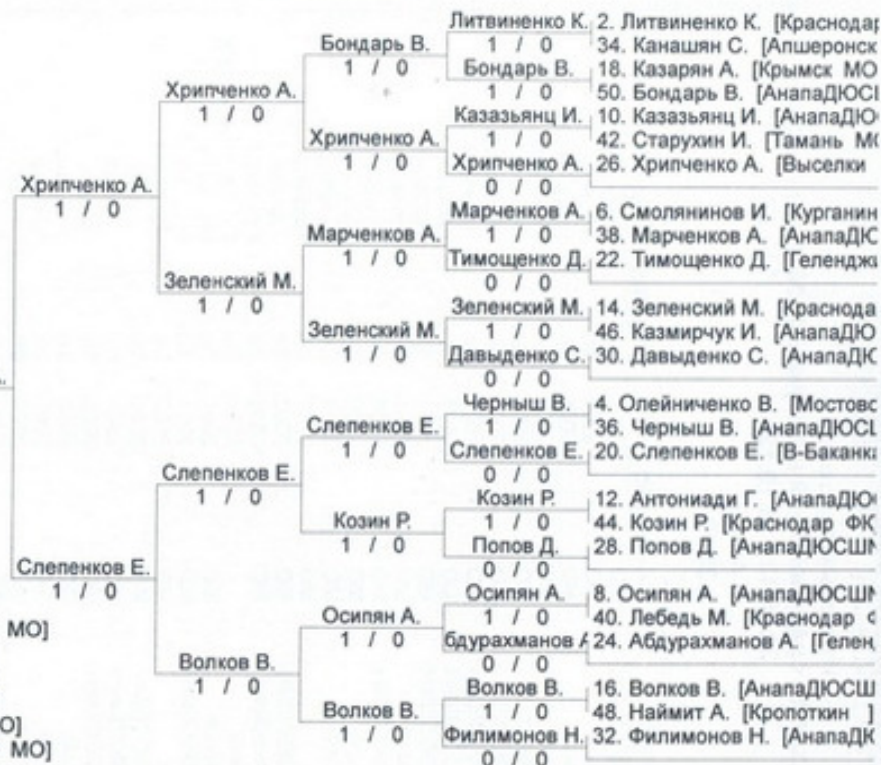 Литвиненко К.
1 / 0
Бондарь В.
1 / 0
Казазьянц И.
1 / 0
Хрипченко А.
0 / 0
Марченков А.
1 / 0
Тимощенко Д.
0 / 0
Зеленский М.
1 / 0
Давыденко С.
0 / 0
Черныш В.
1 / 0
Слепенков Е.
0 / 0
Козин Р.
1 / 0
Попов Д.
0 / 0
Осипян А.
1 / 0
бдурахманов А
0 / 0
Волков В.
1 / 0
Филимонов Н.
0 / 0
2. Литвиненко К. [Краснодар
34. Канашян С. [Апшеронск
18. Казарян А. [Крымск МО
50. Бондарь В. [АнапаДЮС
10. Казазьянц И. [АнапаДЮ
42. Старухин И. [Тамань М
26. Хрипченко А. [Выселки
6. Смолянинов И. [Курганин
38. Марченков А. [АнапаДЮ
22. Тимощенко Д. [Геленджи
14. Зеленский М. [Краснода
46. Казмирчук И. [АнапаДЮ
30. Давыденко С. [АнапаДЮ
4. Олейниченко В. [Мостовс
36. Черныш В. [АнапаДЮС
20. Слепенков Е. [В-Баканк
12. Антониади Г. [АнапаДЮ
44. Козин Р. [Краснодар ФК
28. Попов Д. [АнапаДЮСШ
8. Осипян А. [АнапаДЮСШ
40. Лебедь М. [Краснодар
24. Абдурахманов А. [Гелен
16. Волков В. [АнапаДЮСШ
48. Наймит А. [Кропоткин ]
32. Филимонов Н. [АнапаДЮ
Бондарь В.
1 / 0
Хрипченко А.
1 / 0
Марченков А.
1 / 0
Зеленский М.
1 / 0
Слепенков Е.
1 / 0
Козин Р.
1 / 0
Осипян А.
1 / 0
Волков В.
1 / 0
Хрипченко А.
1 / 0
Зеленский М.
1 / 0
Слепенков Е.
1 / 0
Волков В.
1 / 0
Хрипченко А.
1 / 0
Слепенков Е.
1 / 0
МО]
О]
МО]